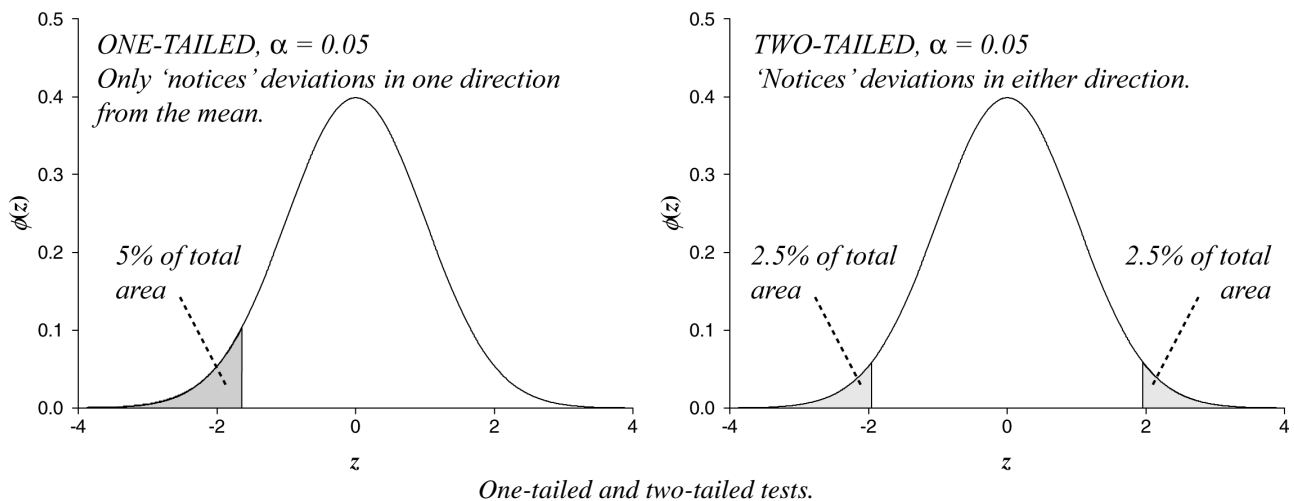 ONE-TAILED, α = 0.05
Only ‘notices’ deviations in one direction
from the mean.
5% of total
area
0.5
0.4
0.3
0.2
0.1
0.0
ϕ(z)
-4
-2
0
2
4
z
TWO-TAILED, α = 0.05
‘Notices’ deviations in either direction.
2.5% of total
area
2.5% of total
area
0.5
0.4
0.3
0.2
0.1
0.0
ϕ(z)
-4
-2
0
2
4
z
One-tailed and two-tailed tests.